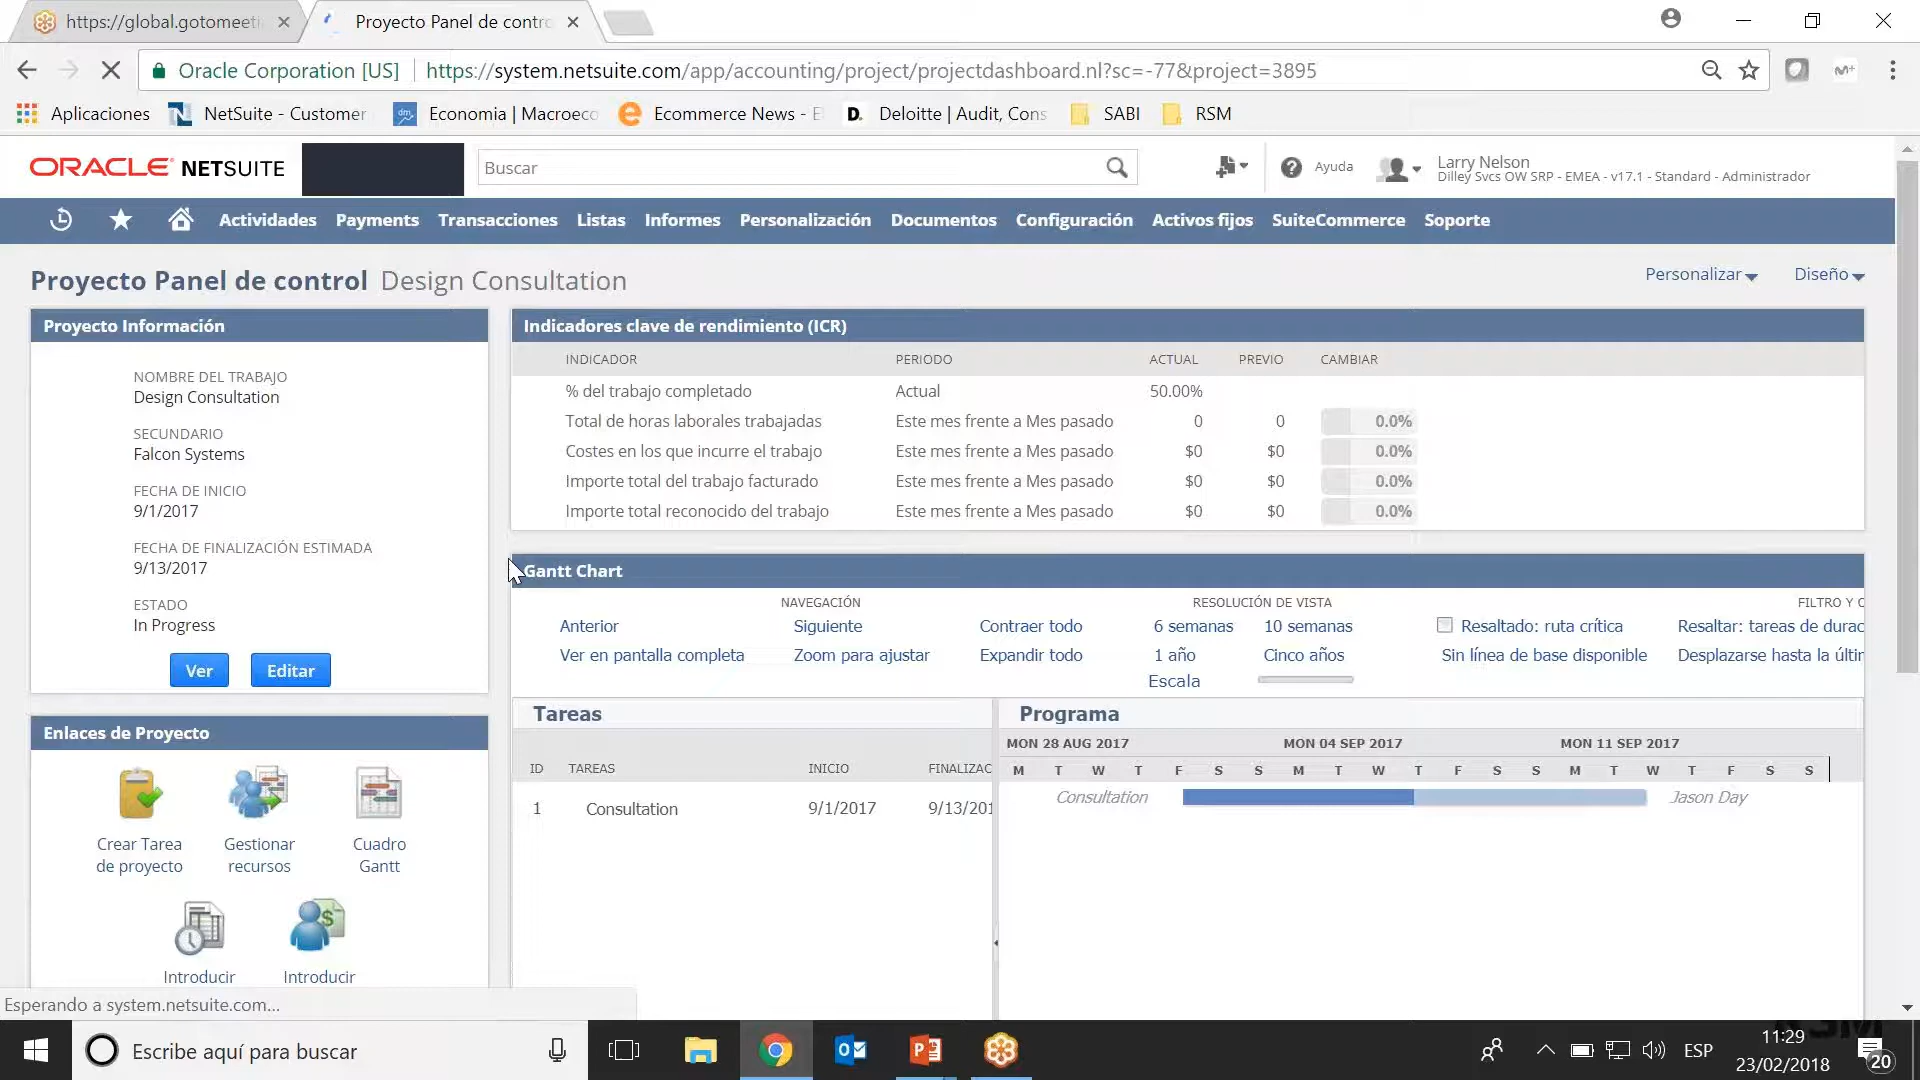 https://global.gotomeeti
Proyecto Panel de contro
Oracle Corporation [US]
https://system.netsuite.com/app/accounting/project/projectdashboard.nl?sc=-77&project=3895
Aplicaciones
NetSuite - Customer
Economia | Macroeco
Ecommerce News - E
Deloitte | Audit, Cons
SABI
RSM
ORACLE NETSUITE
Buscar
Ayuda
Larry Nelson
Dilley Svcs OW SRP - EMEA - v17.1 - Standard - Administrador
Actividades
Payments
Transacciones
Listas
Informes
Personalización
Documentos
Configuración
Activos fijos
SuiteCommerce
Soporte
Proyecto Panel de control Design Consultation
Personalizar
Diseño
Proyecto Información
NOMBRE DEL TRABAJO
Design Consultation
SECUNDARIO
Falcon Systems
FECHA DE INICIO
9/1/2017
FECHA DE FINALIZACIÓN ESTIMADA
9/13/2017
ESTADO
In Progress
Ver
Editar
Enlaces de Proyecto
Crear Tarea
de proyecto
Gestionar
recursos
Cuadro
Gantt
Introducir
Introducir
Indicadores clave de rendimiento (ICR)
INDICADOR PERIODO ACTUAL PREVIO CAMBIAR
% del trabajo completado Actual 50.00%
Total de horas laborales trabajadas Este mes frente a Mes pasado 0 0 0.0%
Costes en los que incurre el trabajo Este mes frente a Mes pasado $0 $0 0.0%
Importe total del trabajo facturado Este mes frente a Mes pasado $0 $0 0.0%
Importe total reconocido del trabajo Este mes frente a Mes pasado $0 $0 0.0%
Gantt Chart
NAVEGACIÓN RESOLUCIÓN DE VISTA FILTRO Y
Anterior Siguiente Contraer todo 6 semanas 10 semanas Resaltado: ruta crítica Resaltar: tareas de durac
Ver en pantalla completa Zoom para ajustar Expandir todo 1 año Cinco años Sin línea de base disponible Desplazarse hasta la últir
Escala
Tareas
ID TAREAS INICIO FINALIZAC
1 Consultation 9/1/2017 9/13/201
Programa
MON 28 AUG 2017 MON 04 SEP 2017 MON 11 SEP 2017
M T W T F S S M T W T F S S M T W T F S S
Consultation Jason Day
Esperando a system.netsuite.com...
Escribe aquí para buscar
ESP
11:29
23/02/2018
20